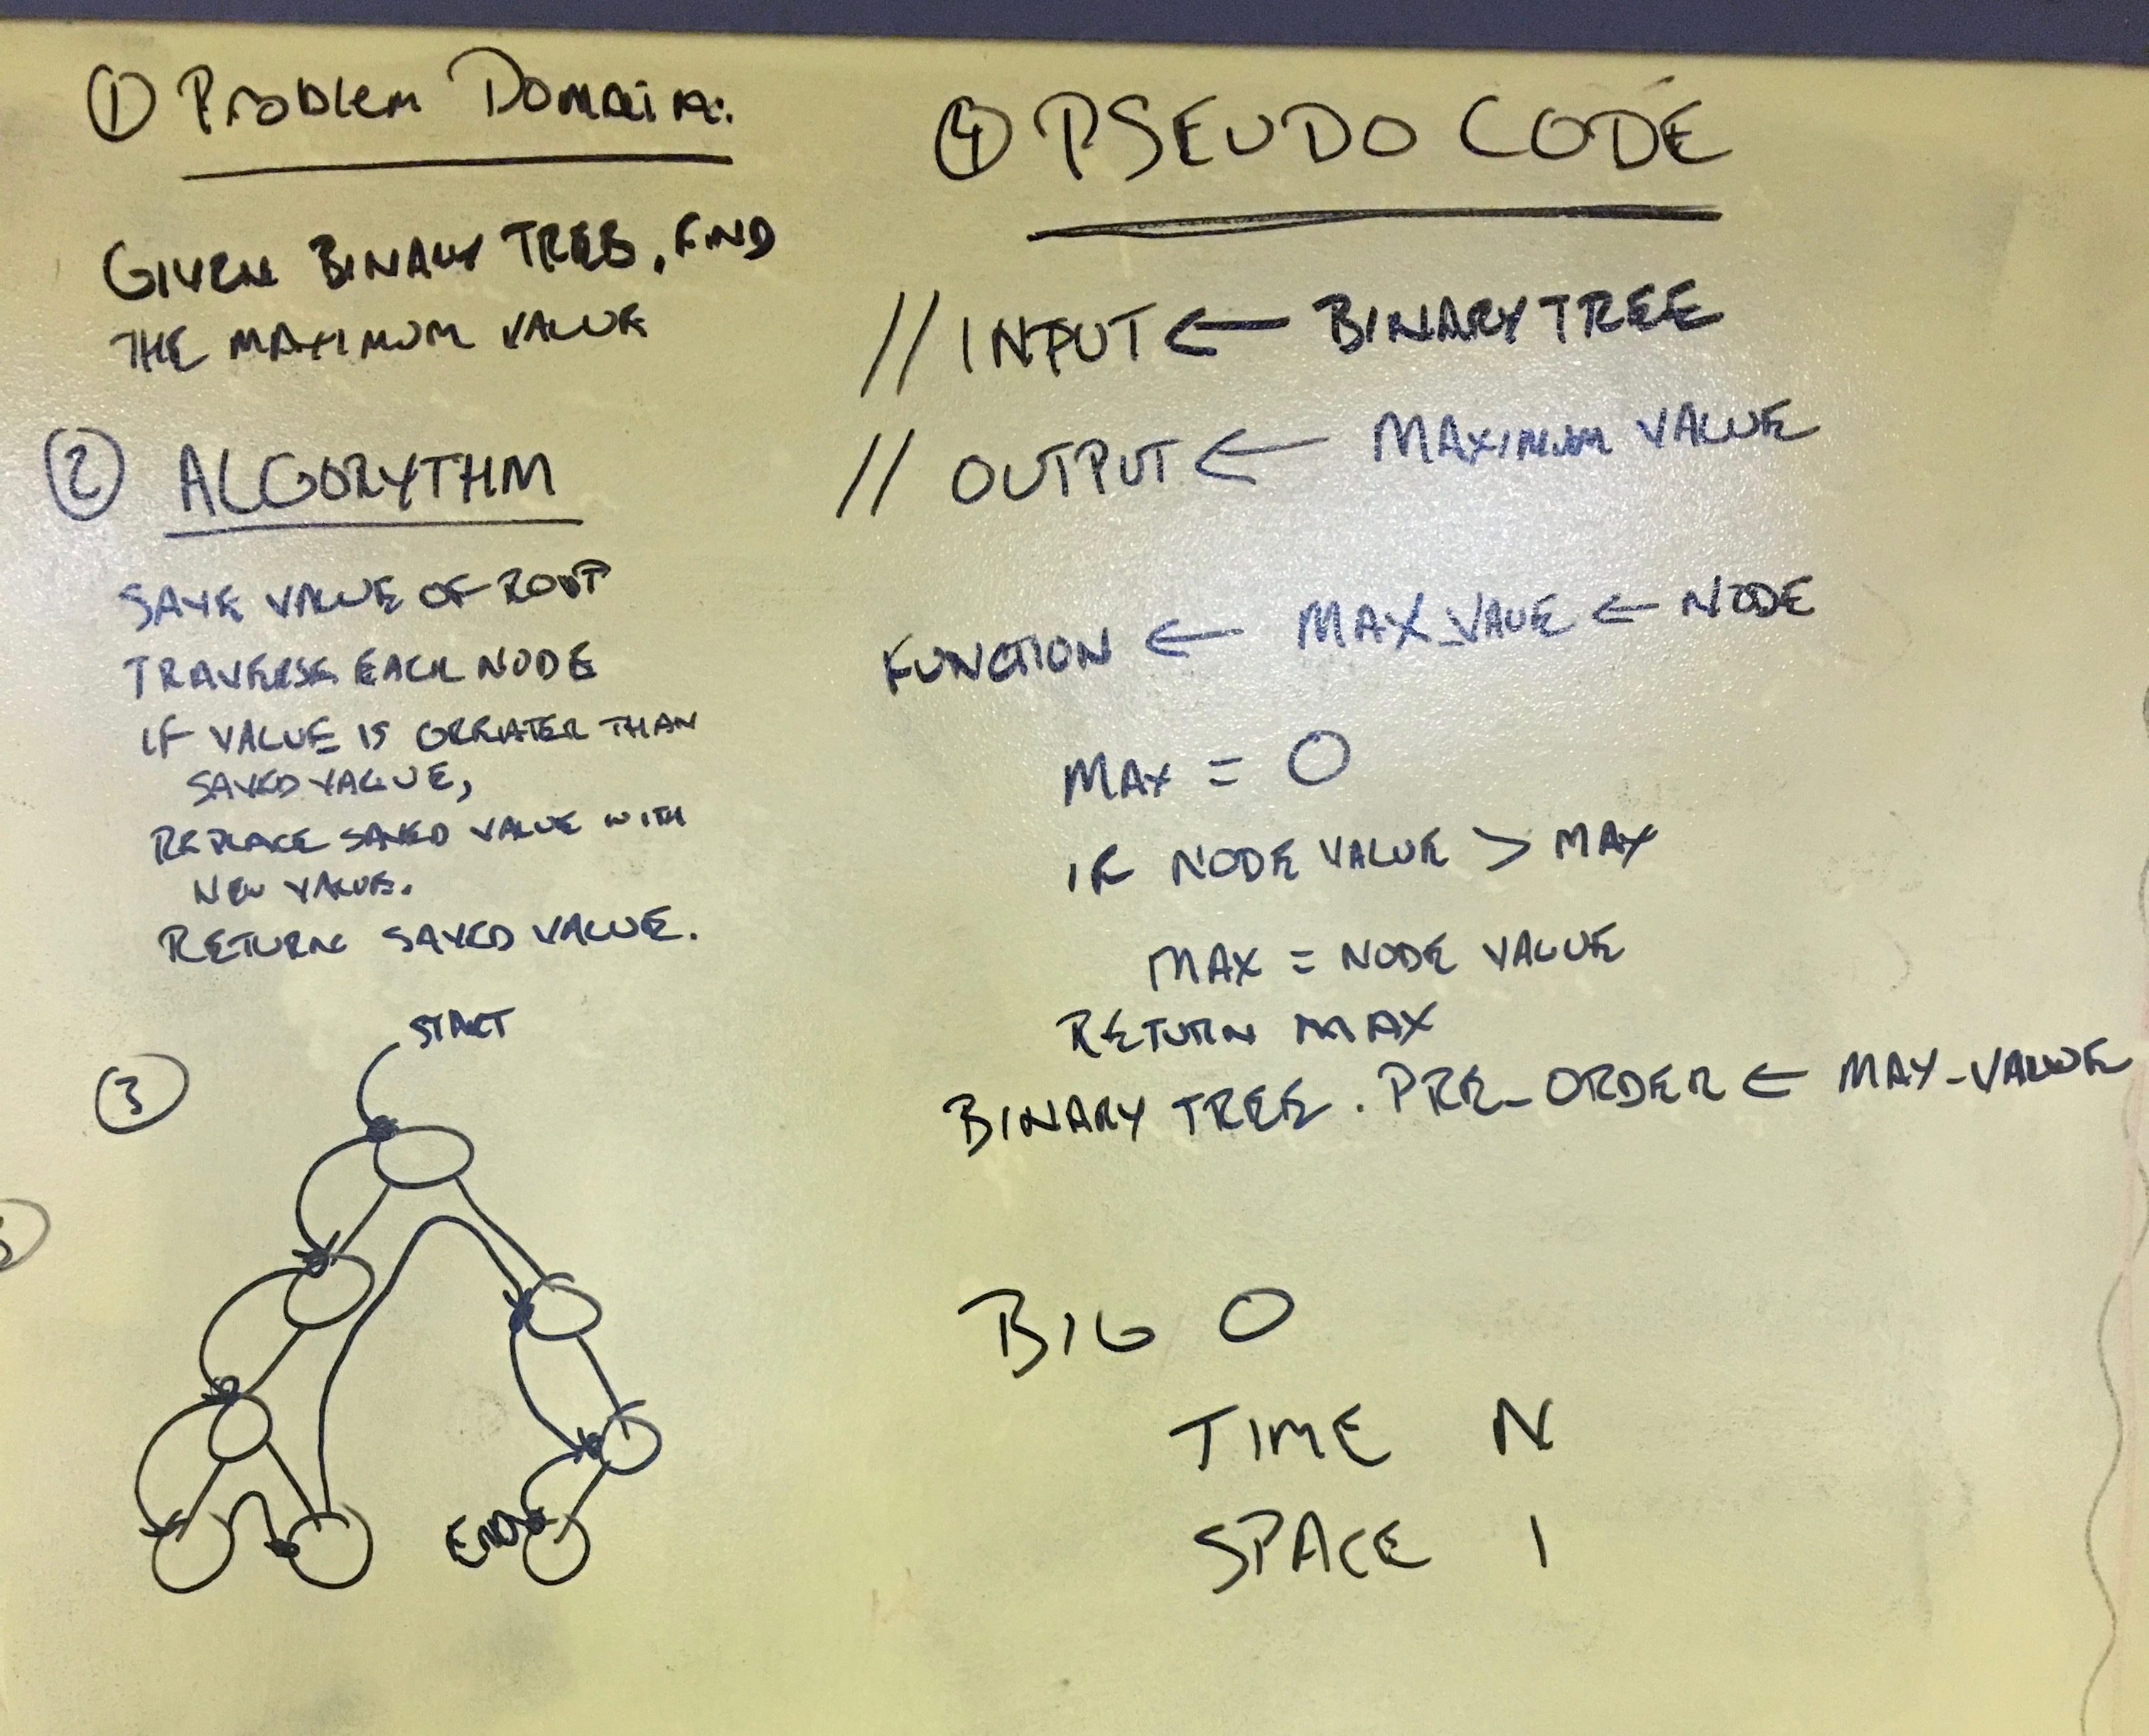 ① Problem Domain:
GIVEN BINARY TREE, FIND
THE MAXIMUM VALUE
② ALGORYTHM
SAVE VALUE OF ROOT
TRAVERSE EACH NODE
IF VALUE IS GREATER THAN
SAVED VALUE,
REPLACE SAVED VALUE WITH
NEW VALUE.
RETURN SAVED VALUE.
③
START
END
④ PSEUDO CODE
// INPUT ← BINARY TREE
// OUTPUT ← MAXIMUM VALUE
FUNCTION ← MAX_VAUE ← NODE
MAX = 0
IF NODE VALUE > MAX
MAX = NODE VALUE
RETURN MAX
BINARY TREE . PRE_ORDER ← MAX-VALUE
BIG O
TIME N
SPACE 1